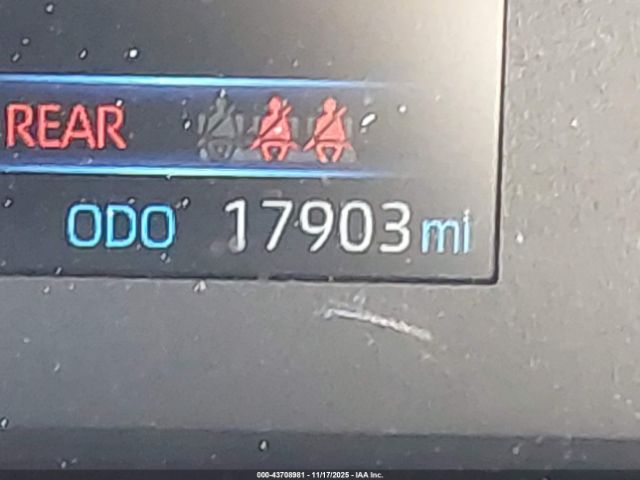 REAR
ODO 17903 mi
000-43708981 - 11/17/2025 - IAA Inc.